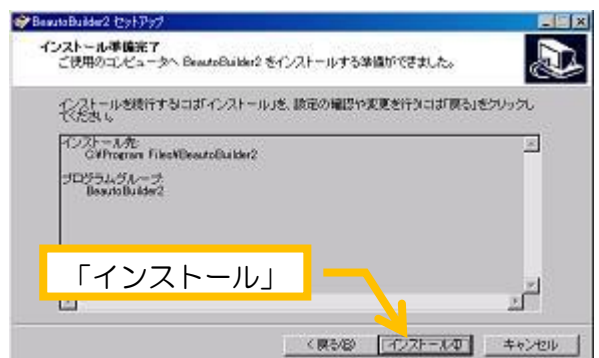 BeautoBuilder2 セットアップ
インストール準備完了
ご使用のコンピュータへ BeautoBuilder2 をインストールする準備ができました。
インストールを続行するには「インストール」を、設定の確認や変更を行うには「戻る」をクリックし
てください。
インストール先:
C:¥Program Files¥BeautoBuilder2
プログラムグループ:
BeautoBuilder2
「インストール」
< 戻る(B)
インストール(I)
キャンセル